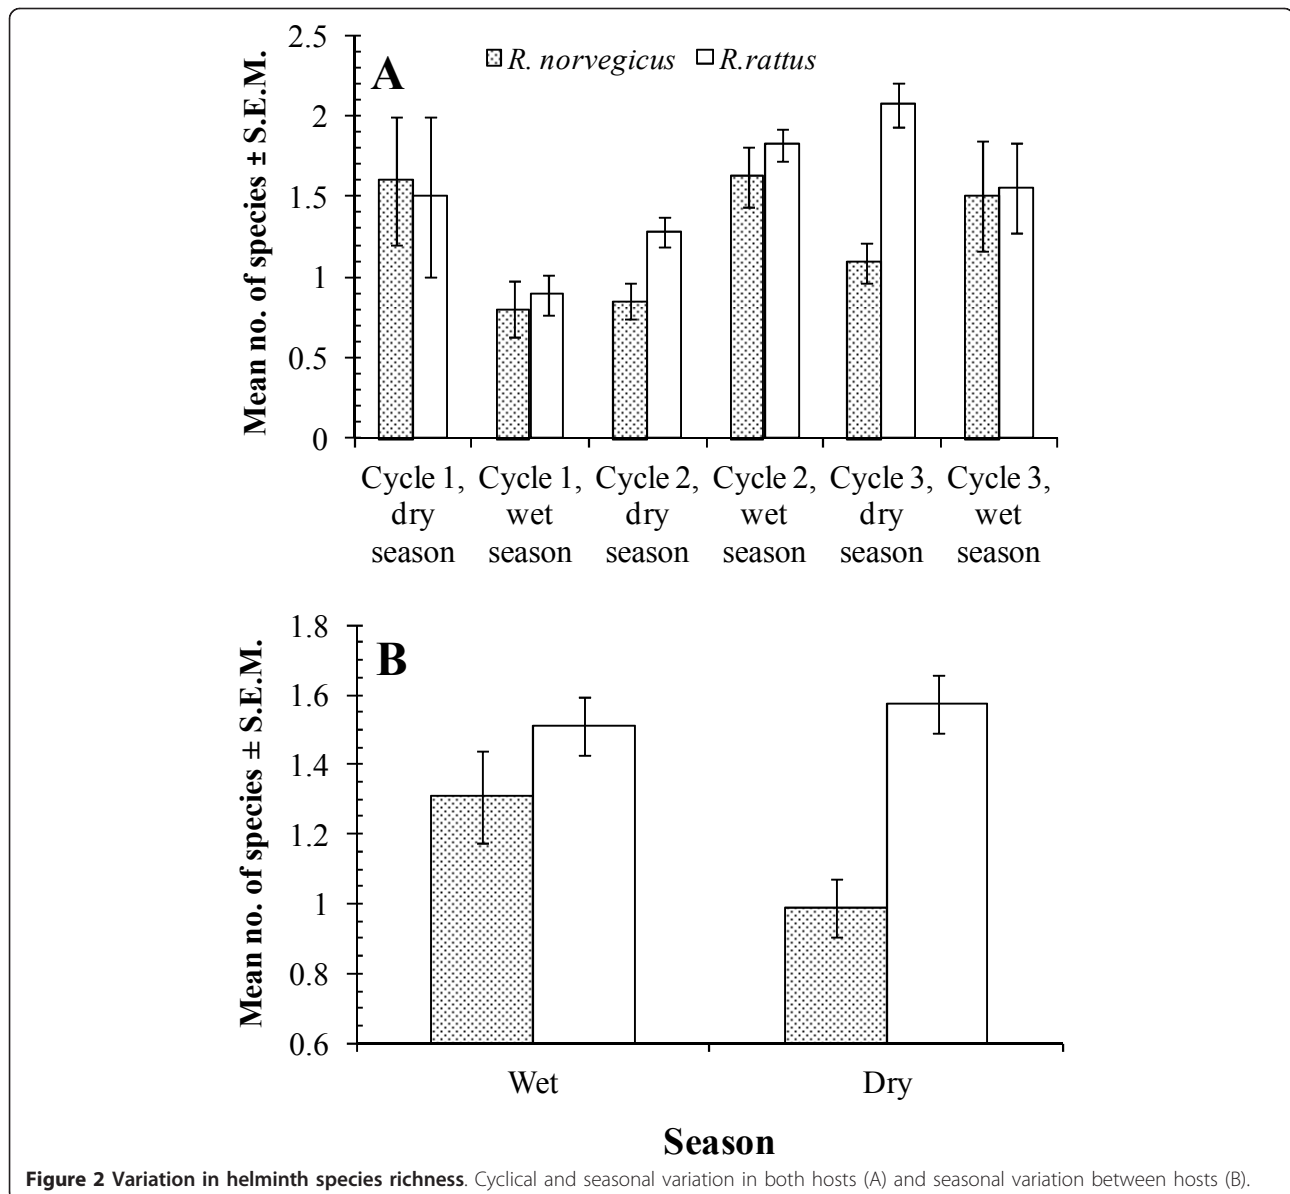 A
R. norvegicus R.rattus
Mean no. of species ± S.E.M.
2.5
2
1.5
1
0.5
0
Cycle 1, dry season
Cycle 1, wet season
Cycle 2, dry season
Cycle 2, wet season
Cycle 3, dry season
Cycle 3, wet season
B
Mean no. of species ± S.E.M.
1.8
1.6
1.4
1.2
1
0.8
0.6
Wet Dry
Season
Figure 2 Variation in helminth species richness. Cyclical and seasonal variation in both hosts (A) and seasonal variation between hosts (B).